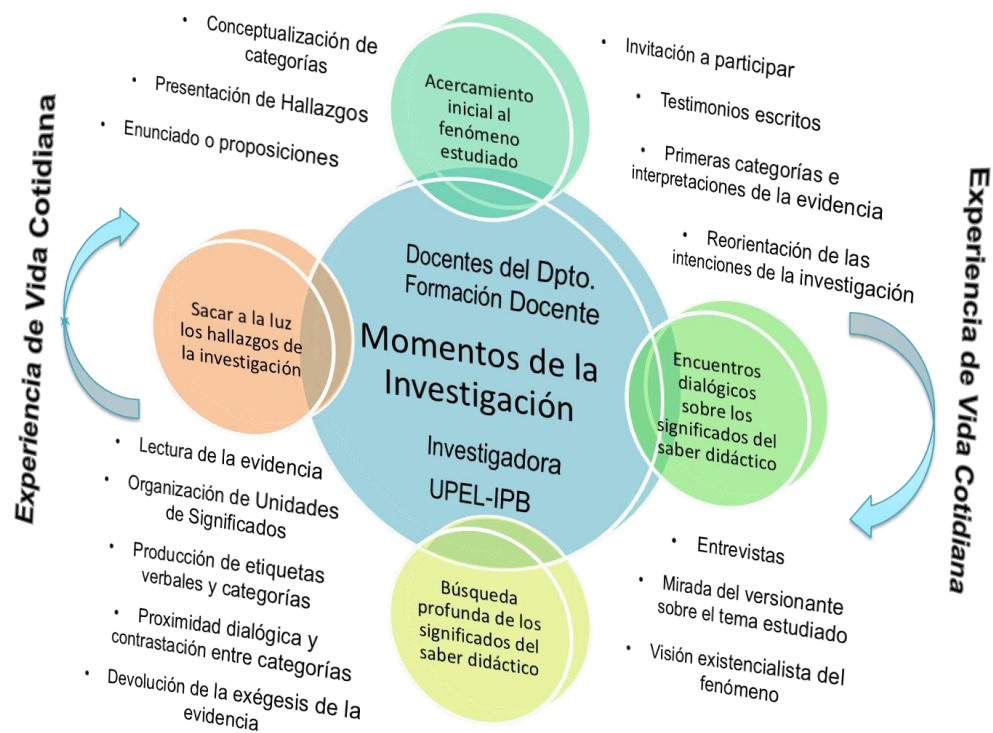 • Conceptualización de
categorías
• Presentación de Hallazgos
• Enunciado o proposiciones
Acercamiento
inicial al
fenómeno
estudiado
• Invitación a participar
• Testimonios escritos
• Primeras categorías e
interpretaciones de la evidencia
• Reorientación de las
intenciones de la investigación
Experiencia de Vida Cotidiana
Experiencia de Vida Cotidiana
Docentes del Dpto.
Formación Docente
Momentos de la
Investigación
Investigadora
UPEL-IPB
Sacar a la luz
los hallazgos de
la investigación
Encuentros
dialógicos
sobre los
significados del
saber didáctico
• Lectura de la evidencia
• Organización de Unidades
de Significados
• Producción de etiquetas
verbales y categorías
• Proximidad dialógica y
contrastación entre categorías
• Devolución de la exégesis de la
evidencia
Búsqueda
profunda de los
significados del
saber didáctico
• Entrevistas
• Mirada del versionante
sobre el tema estudiado
• Visión existencialista del
fenómeno